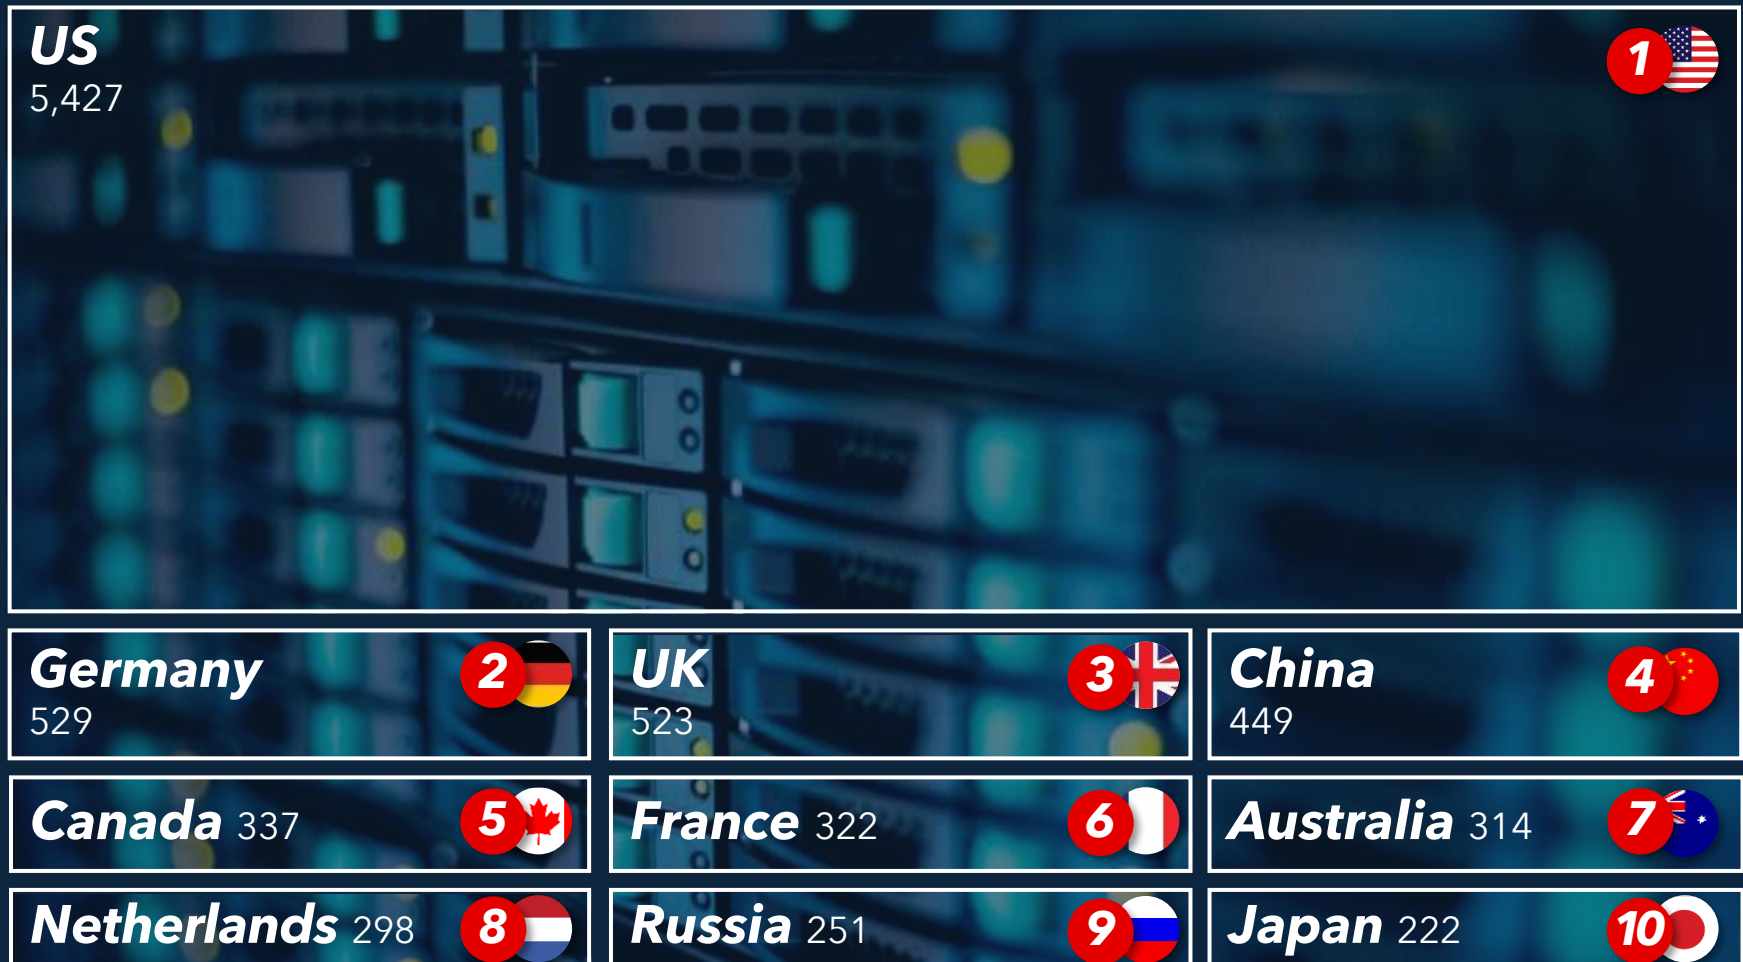 US
5,427
1
Germany
529
2
UK
523
3
China
449
4
Canada 337
5
France 322
6
Australia 314
7
Netherlands 298
8
Russia 251
9
Japan 222
10